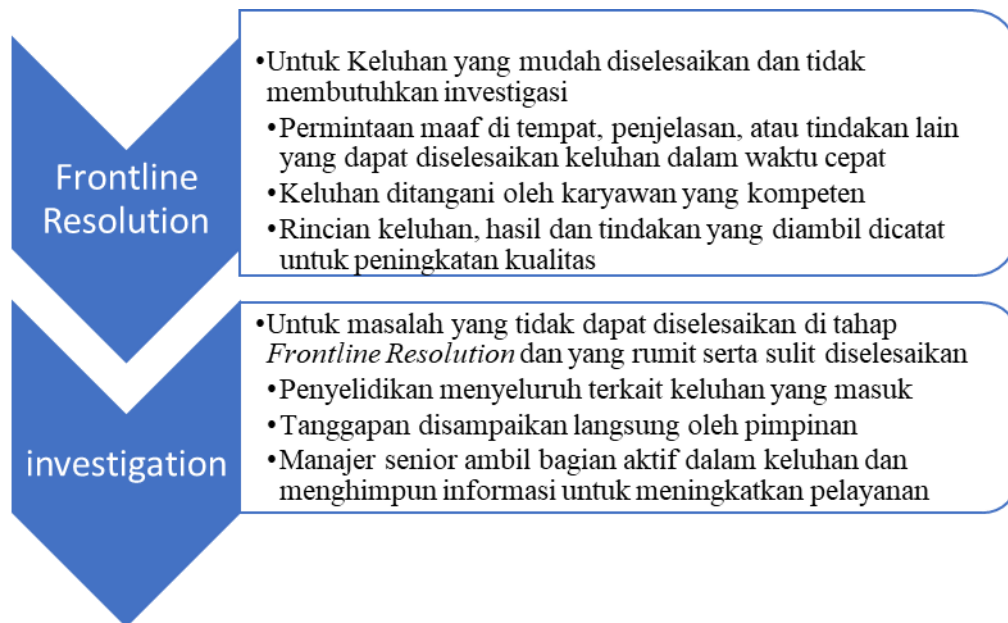 Frontline
Resolution
•Untuk Keluhan yang mudah diselesaikan dan tidak
membutuhkan investigasi
•Permintaan maaf di tempat, penjelasan, atau tindakan lain
yang dapat diselesaikan keluhan dalam waktu cepat
•Keluhan ditangani oleh karyawan yang kompeten
•Rincian keluhan, hasil dan tindakan yang diambil dicatat
untuk peningkatan kualitas
investigation
•Untuk masalah yang tidak dapat diselesaikan di tahap
Frontline Resolution dan yang rumit serta sulit diselesaikan
•Penyelidikan menyeluruh terkait keluhan yang masuk
•Tanggapan disampaikan langsung oleh pimpinan
•Manajer senior ambil bagian aktif dalam keluhan dan
menghimpun informasi untuk meningkatkan pelayanan